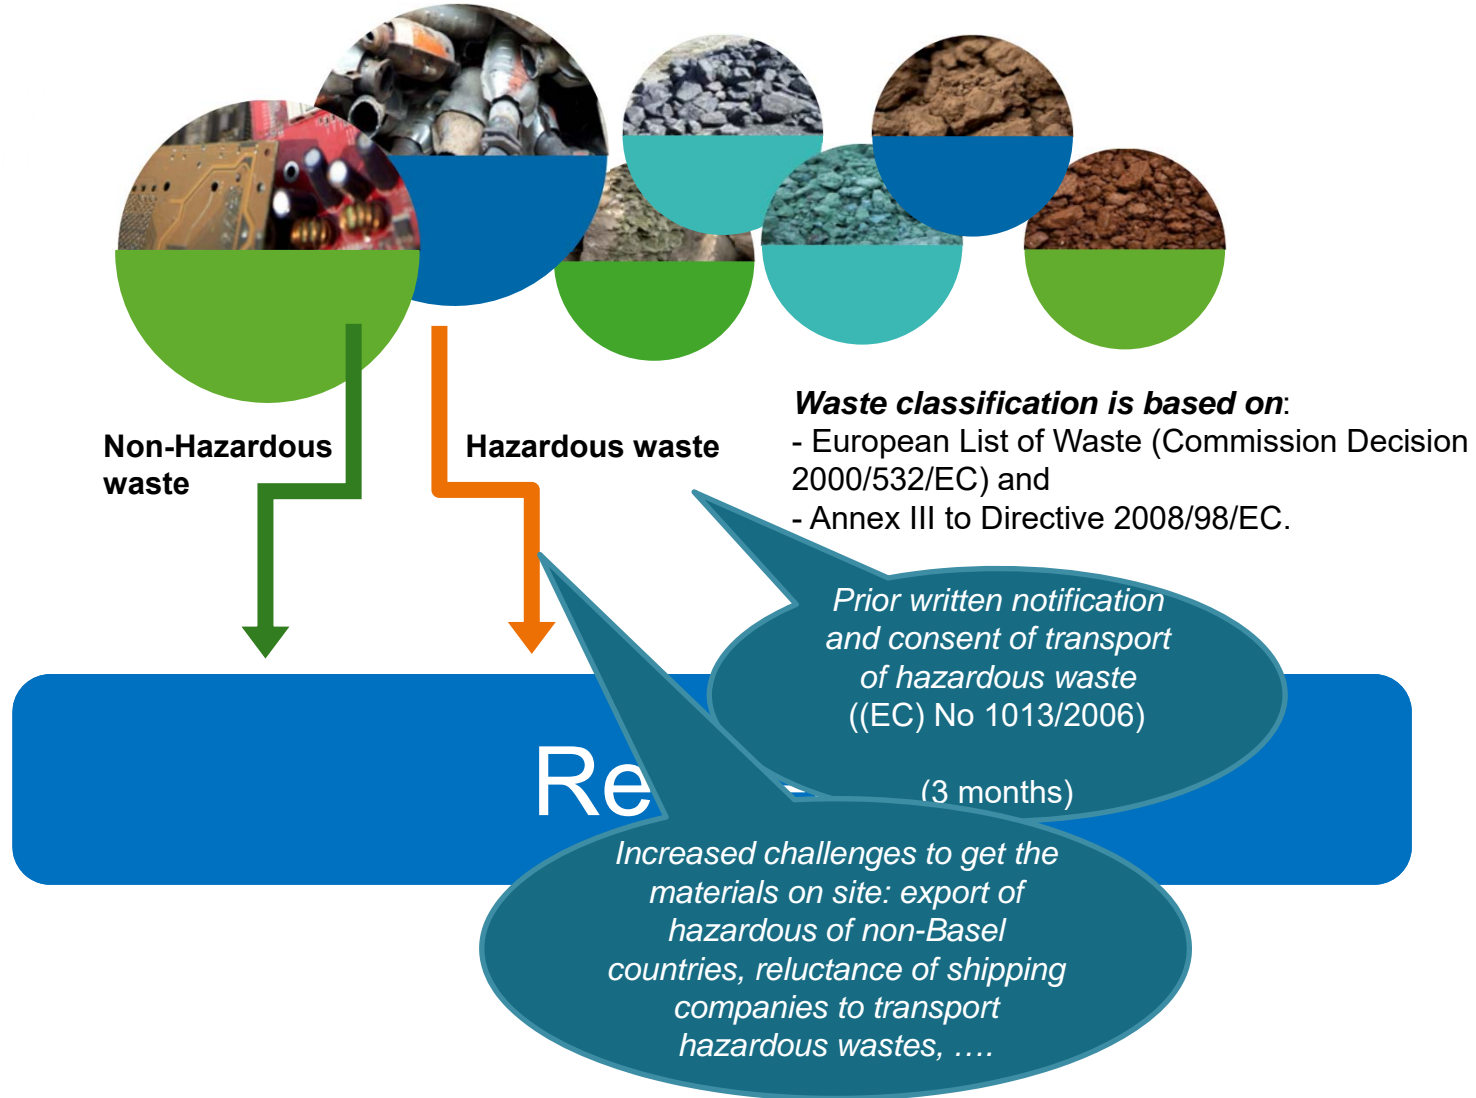 Waste classification is based on:
- European List of Waste (Commission Decision
2000/532/EC) and
- Annex III to Directive 2008/98/EC.
Non-Hazardous
waste
Hazardous waste
Prior written notification
and consent of transport
of hazardous waste
((EC) No 1013/2006)
(3 months)
Increased challenges to get the
materials on site: export of
hazardous of non-Basel
countries, reluctance of shipping
companies to transport
hazardous wastes, ....